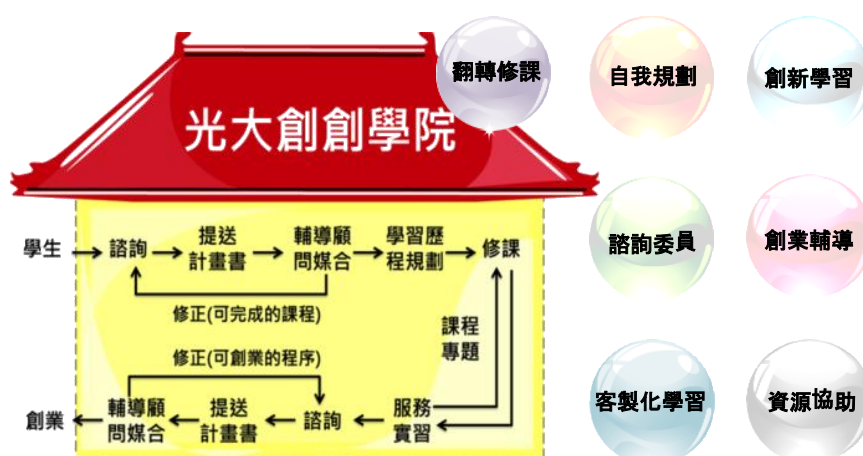 翻轉修課
自我規劃
創新學習
光大創創學院
學生
諮詢
提送
計畫書
輔導顧
問媒合
學習歷
程規劃
修課
諮詢委員
創業輔導
修正(可完成的課程)
課程
專題
修正(可創業的程序)
創業
輔導顧
問媒合
提送
計畫書
諮詢
服務
實習
客製化學習
資源協助